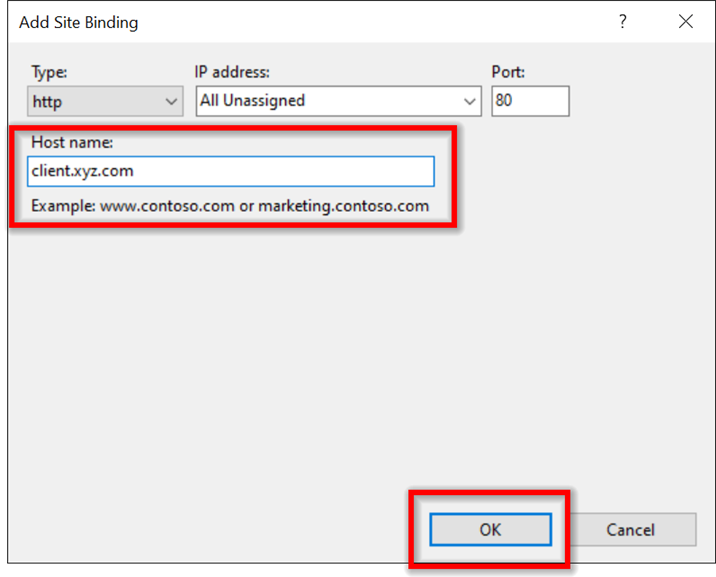 Add Site Binding
?
Type: IP address: Port:
http All Unassigned 80
Host name:
client.xyz.com
Example: www.contoso.com or marketing.contoso.com
OK Cancel